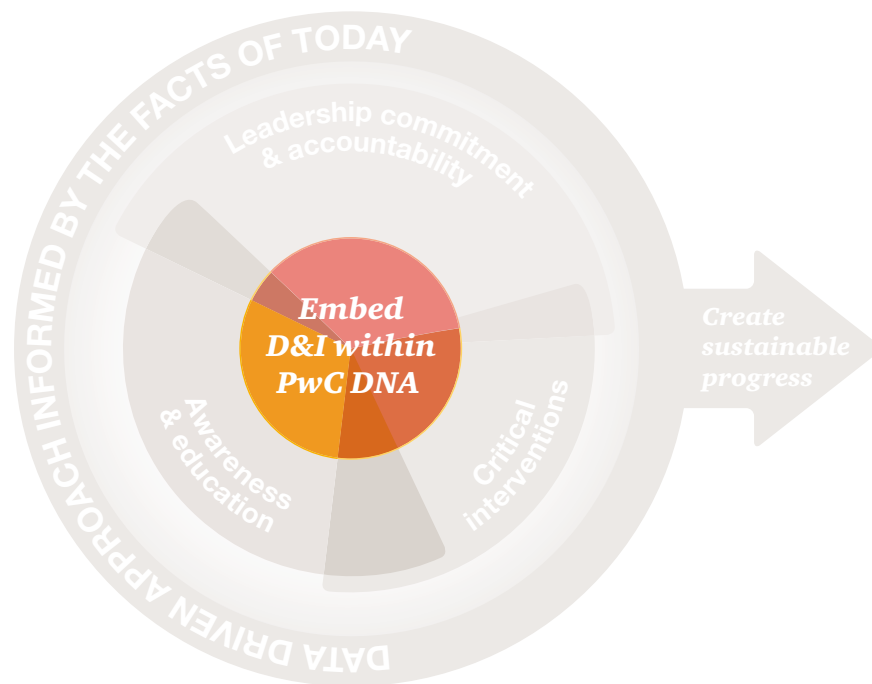 DATA DRIVEN APPROACH INFORMED BY THE FACTS OF TODAY
Leadership commitment
& accountability
Embed
D&I within
PwC DNA
Awareness
& education
Critical
interventions
Create
sustainable
progress